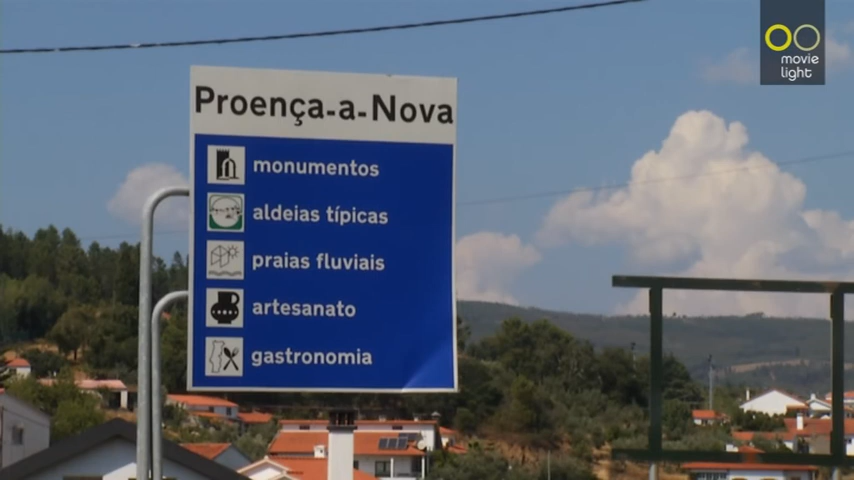 movie
light
Proença-a-Nova
monumentos
aldeias típicas
praias fluviais
artesanato
gastronomia